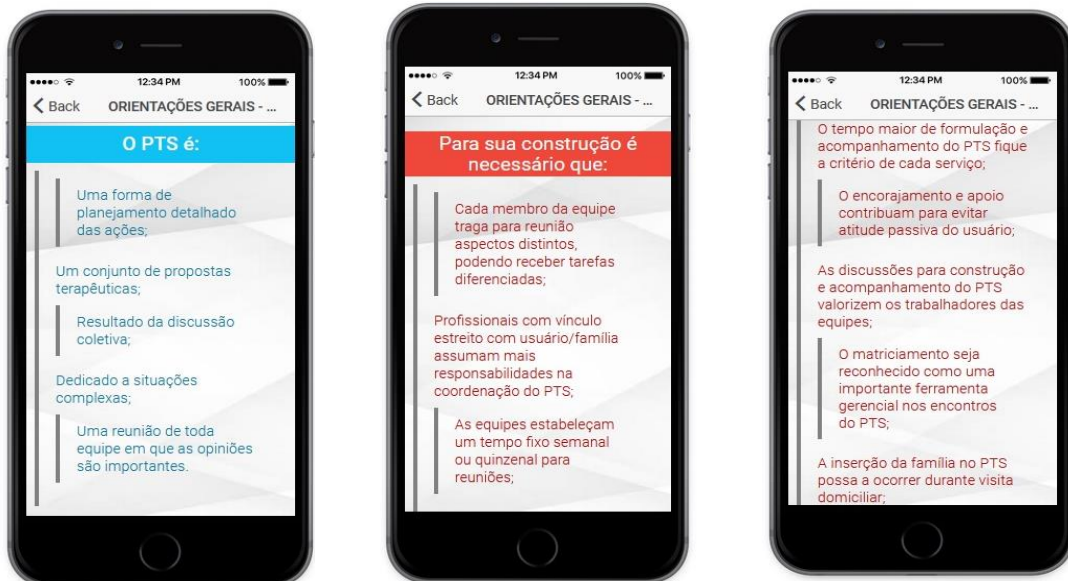 12:34 PM 100%
Back ORIENTAÇÕES GERAIS - ...
O PTS é:
Uma forma de
planejamento detalhado
das ações;
Um conjunto de propostas
terapêuticas;
Resultado da discussão
coletiva;
Dedicado a situações
complexas;
Uma reunião de toda
equipe em que as opiniões
são importantes.
12:34 PM 100%
Back ORIENTAÇÕES GERAIS - ...
Para sua construção é
necessário que:
Cada membro da equipe
traga para reunião
aspectos distintos,
podendo receber tarefas
diferenciadas;
Profissionais com vínculo
estreito com usuário/família
assumam mais
responsabilidades na
coordenação do PTS;
As equipes estabeleçam
um tempo fixo semanal
ou quinzenal para
reuniões;
12:34 PM 100%
Back ORIENTAÇÕES GERAIS - ...
O tempo maior de formulação e
acompanhamento do PTS fique
a critério de cada serviço;
O encorajamento e apoio
contribuam para evitar
atitude passiva do usuário;
As discussões para construção
e acompanhamento do PTS
valorizem os trabalhadores das
equipes;
O matriciamento seja
reconhecido como uma
importante ferramenta
gerencial nos encontros
do PTS;
A inserção da família no PTS
possa a ocorrer durante visita
domiciliar;